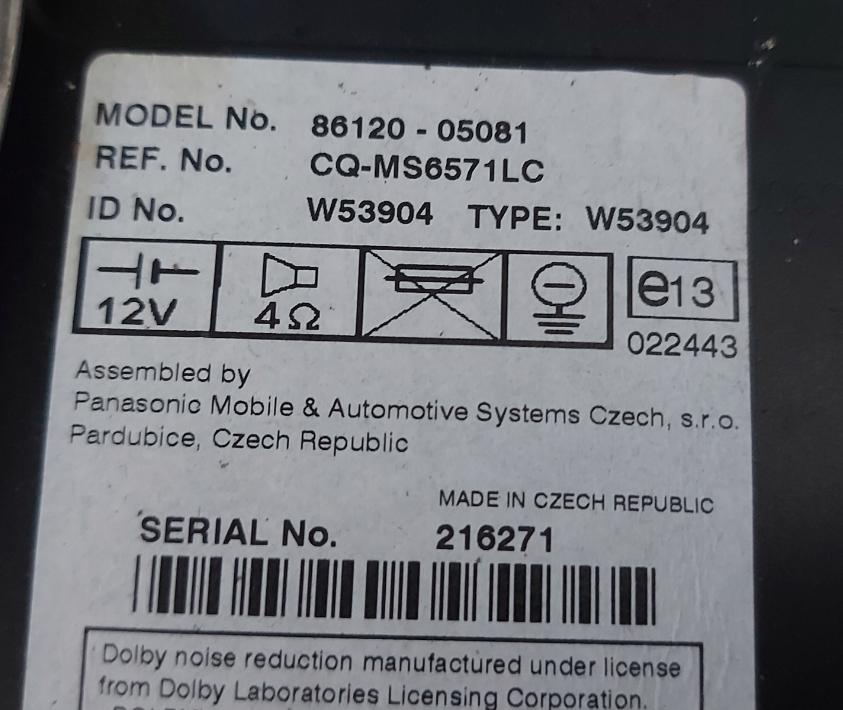 MODEL No. 86120 - 05081
REF. No. CQ-MS6571LC
ID No. W53904 TYPE: W53904
12V 4Ω e13
022443
Assembled by
Panasonic Mobile & Automotive Systems Czech, s.r.o.
Pardubice, Czech Republic
MADE IN CZECH REPUBLIC
SERIAL No. 216271
Dolby noise reduction manufactured under license
from Dolby Laboratories Licensing Corporation.